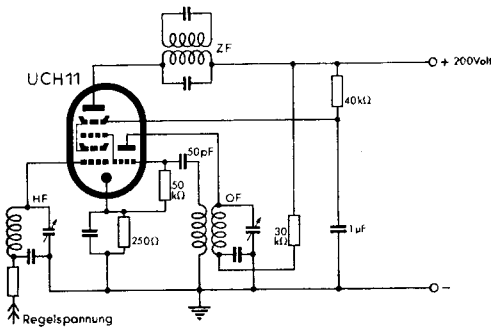 ZF
+ 200Volt
UCH11
40kΩ
50pF
50
kΩ
HF
OF
250Ω
30
kΩ
1µF
-
Regelspannung